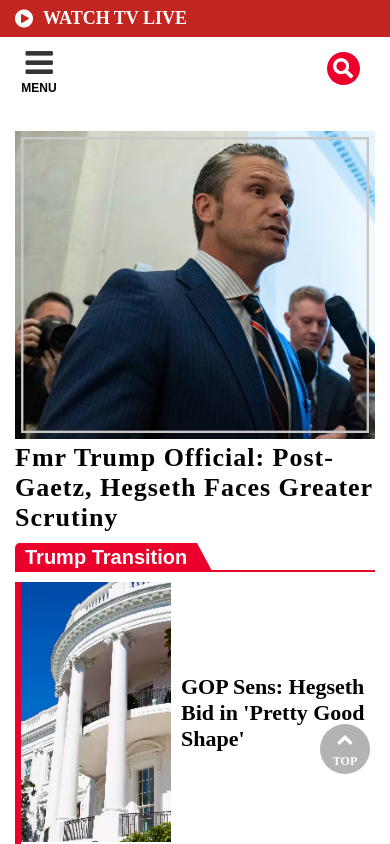 WATCH TV LIVE
MENU
Fmr Trump Official: Post-
Gaetz, Hegseth Faces Greater
Scrutiny
Trump Transition
GOP Sens: Hegseth
Bid in 'Pretty Good
Shape'
TOP